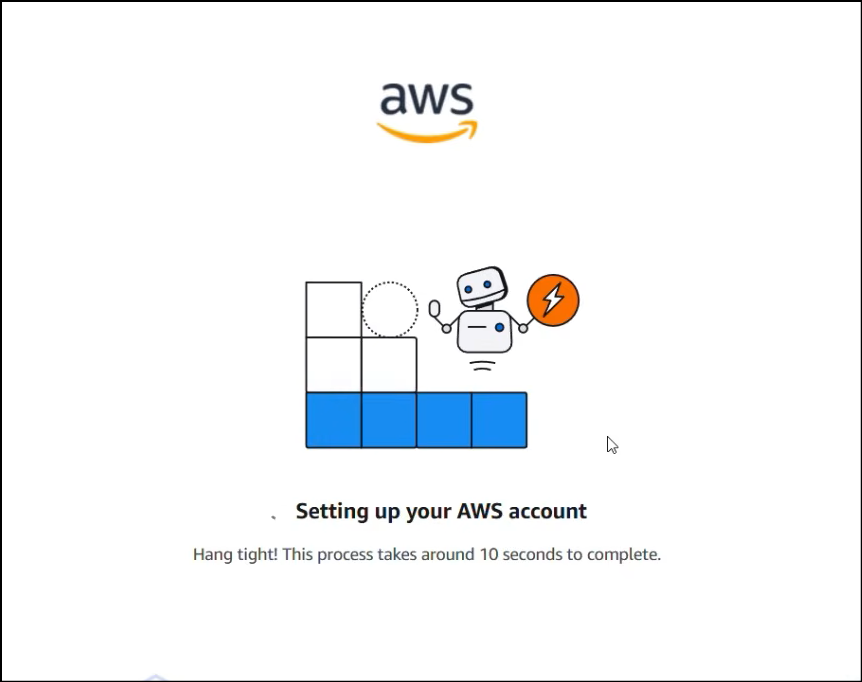 aws
Setting up your AWS account
Hang tight! This process takes around 10 seconds to complete.